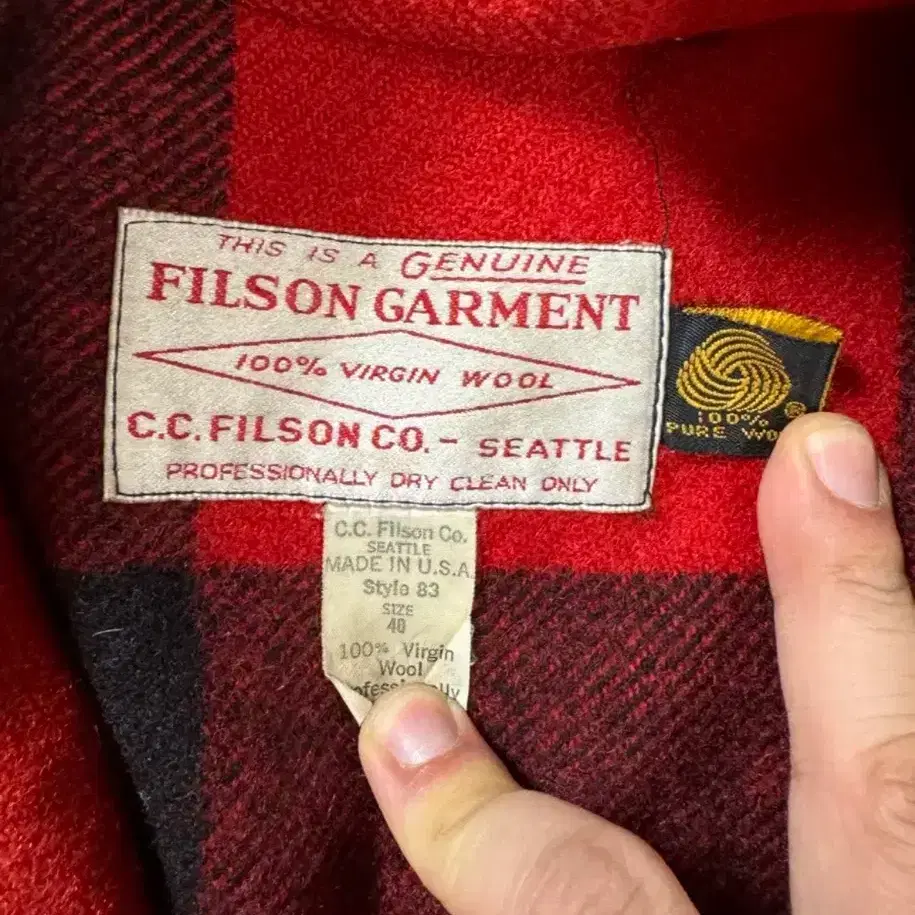 THIS IS A GENUINE
FILSON GARMENT
100% VIRGIN WOOL
C.C. FILSON CO. - SEATTLE
PROFESSIONALLY DRY CLEAN ONLY
®
100%
PURE
C.C. Filson Co.
SEATTLE
MADE IN U.S.A.
Style 83
SIZE
40
100% Virgin
Wool